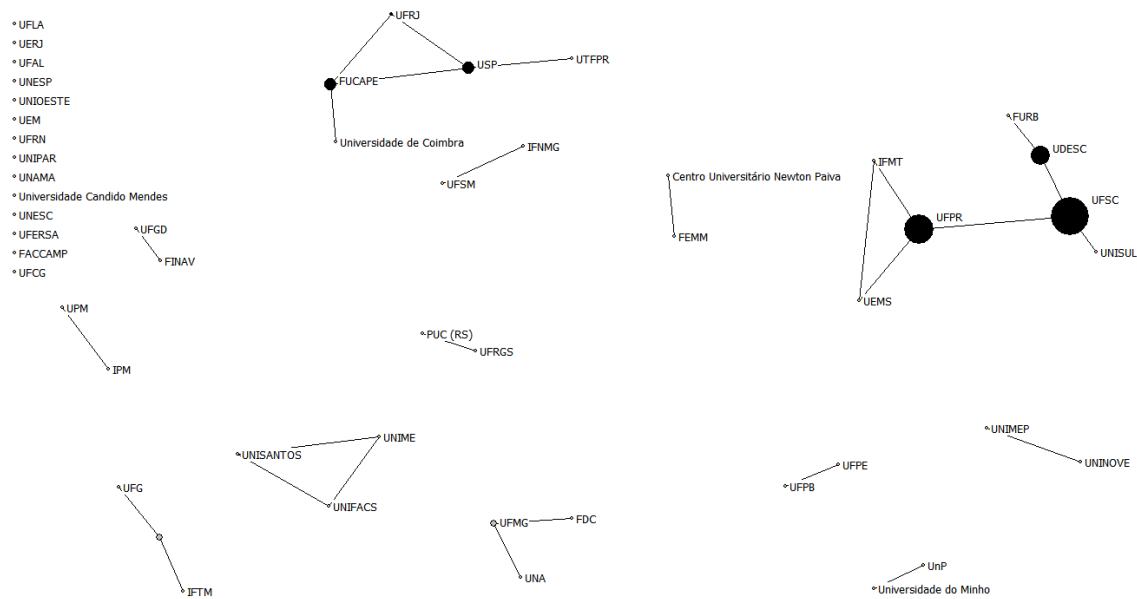 UFLA
UERJ
UFAL
UNESP
UNIOESTE
UEM
UFRN
UNIPAR
UNAMA
Universidade Candido Mendes
UNESC
UFERSA
FACCAMP
UFCG
UFRJ
USP
UTFPR
FUCAPE
Universidade de Coimbra
IFNMG
UFSM
FURB
UDESC
IFMT
Centro Universitário Newton Paiva
UFSC
UFPR
UFGD
FEMM
UNISUL
FINAV
UEMS
UPM
PUC (RS)
UFRGS
IPM
UNIMEP
UNIME
UNISANTOS
UNINOVE
UFPE
UFPB
UFG
UNIFACS
UFMG
FDC
UnP
UNA
Universidade do Minho
IFTM